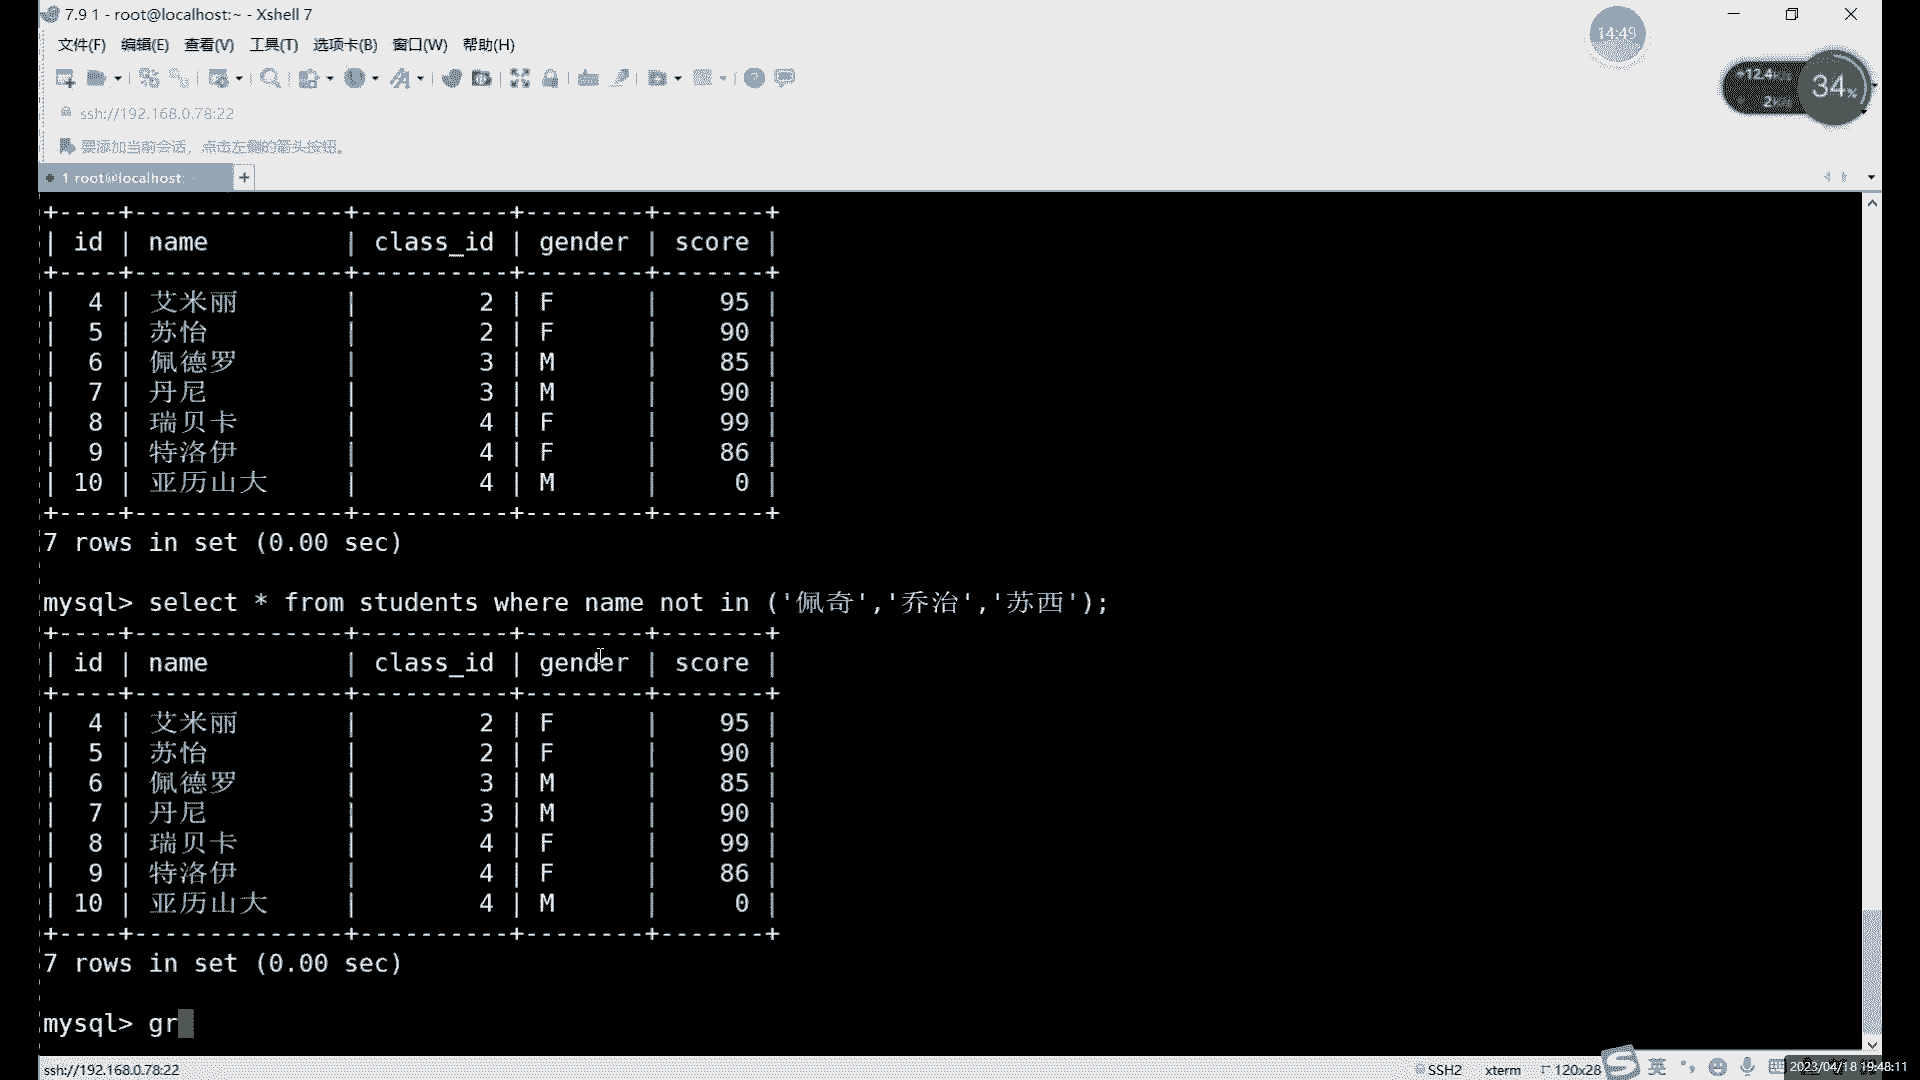 7.9 1 - root@localhost:~ - Xshell 7
14:49
文件(F) 编辑(E) 查看(V) 工具(T) 选项卡(B) 窗口(W) 帮助(H)
34%
ssh://192.168.0.78:22
要添加当前会话，点击左侧的箭头按钮。
1 root@localhost:
+----+--------------+----------+--------+-------+
| id | name         | class_id | gender | score |
+----+--------------+----------+--------+-------+
|  4 | 艾米丽       |        2 | F      |    95 |
|  5 | 苏怡         |        2 | F      |    90 |
|  6 | 佩德罗       |        3 | M      |    85 |
|  7 | 丹尼         |        3 | M      |    90 |
|  8 | 瑞贝卡       |        4 | F      |    99 |
|  9 | 特洛伊       |        4 | F      |    86 |
| 10 | 亚历山大     |        4 | M      |     0 |
+----+--------------+----------+--------+-------+
7 rows in set (0.00 sec)
mysql> select * from students where name not in ('佩奇','乔治','苏西');
+----+--------------+----------+--------+-------+
| id | name         | class_id | gender | score |
+----+--------------+----------+--------+-------+
|  4 | 艾米丽       |        2 | F      |    95 |
|  5 | 苏怡         |        2 | F      |    90 |
|  6 | 佩德罗       |        3 | M      |    85 |
|  7 | 丹尼         |        3 | M      |    90 |
|  8 | 瑞贝卡       |        4 | F      |    99 |
|  9 | 特洛伊       |        4 | F      |    86 |
| 10 | 亚历山大     |        4 | M      |     0 |
+----+--------------+----------+--------+-------+
7 rows in set (0.00 sec)
mysql> gr
ssh://192.168.0.78:22 SSH2 xterm 120x28 英 2023/04/18 19:48:11